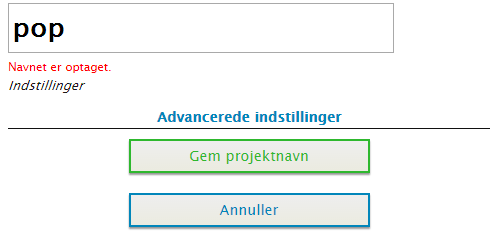 pop
Navnet er optaget.
Indstillinger
Advancerede indstillinger
Gem projektnavn
Annuller